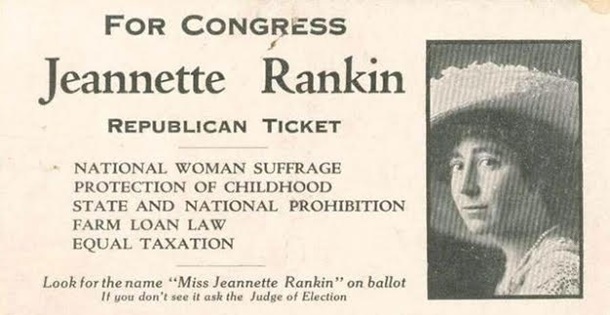 FOR CONGRESS
Jeannette Rankin
REPUBLICAN TICKET
NATIONAL WOMAN SUFFRAGE
PROTECTION OF CHILDHOOD
STATE AND NATIONAL PROHIBITION
FARM LOAN LAW
EQUAL TAXATION
Look for the name "Miss Jeannette Rankin" on ballot
If you don't see it ask the Judge of Election